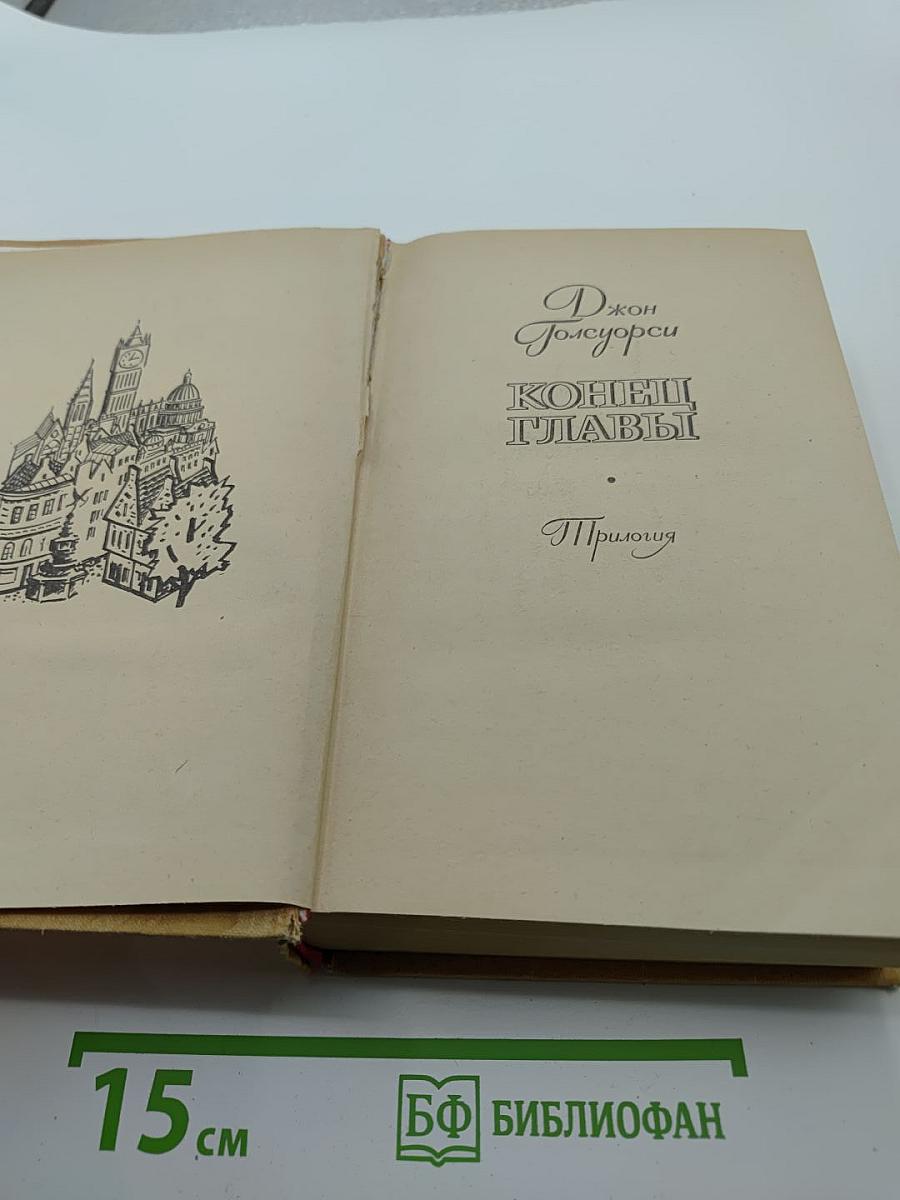 Джон
Голсуорси
КОНЕЦ
ГЛАВЫ
Трилогия
15 см
БФ БИБЛИОФАН